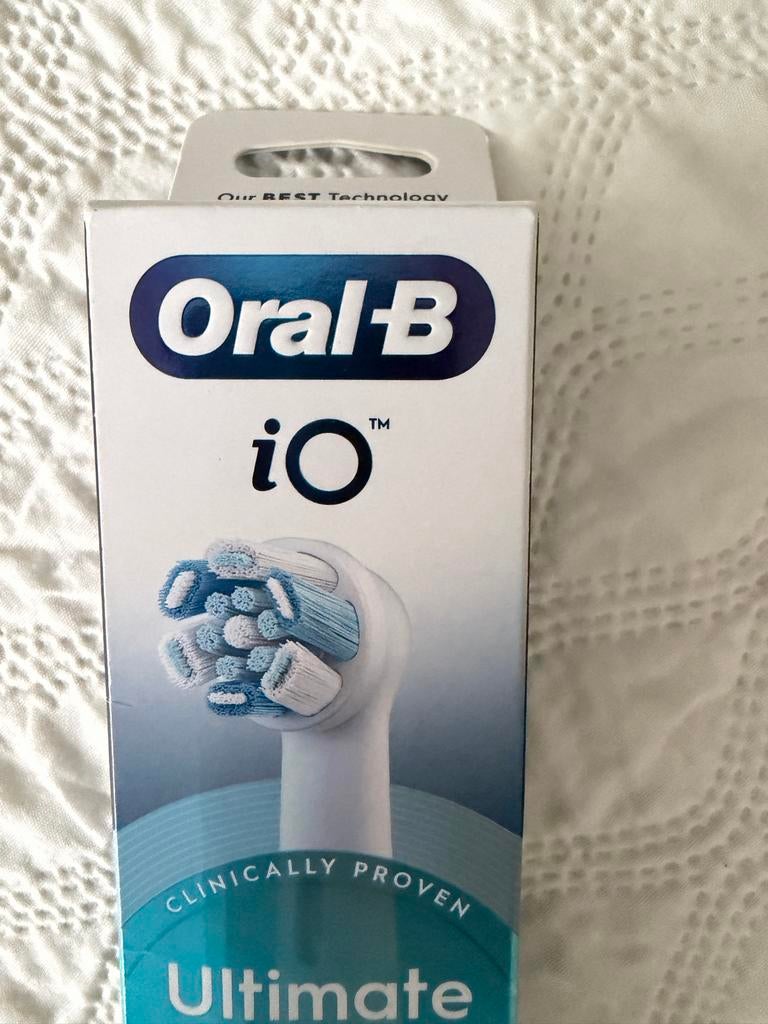 Our BEST Technology
Oral-B
iO™
CLINICALLY PROVEN
Ultimate